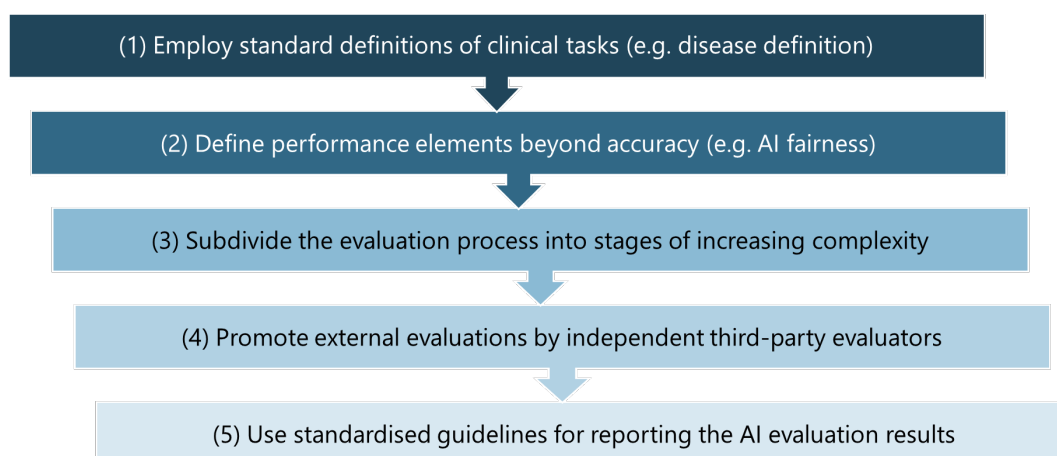 (1) Employ standard definitions of clinical tasks (e.g. disease definition)
(2) Define performance elements beyond accuracy (e.g. AI fairness)
(3) Subdivide the evaluation process into stages of increasing complexity
(4) Promote external evaluations by independent third-party evaluators
(5) Use standardised guidelines for reporting the AI evaluation results